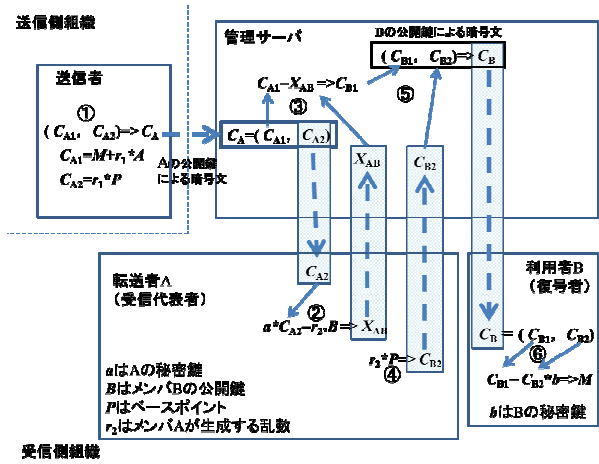 送信側組織
送信者
①
( CA1, CA2)=> CA
CA1=M+r1*A
CA2=r1*P
Aの公開鍵
による暗号文
管理サーバ
Bの公開鍵による暗号文
( CB1, CB2)=> CB
CA1−XAB =>CB1
③
⑤
CA=( CA1, CA2)
XAB
CB2
転送者A
(受信代表者)
CA2
②
a*CA2−r2*B=> XAB
r2*P=> CB2
④
aはAの秘密鍵
BはメンバBの公開鍵
Pはベースポイント
r2はメンバAが生成する乱数
利用者B
(復号者)
CB = ( CB1, CB2)
⑥
CB1−CB2*b=>M
bはBの秘密鍵
受信側組織